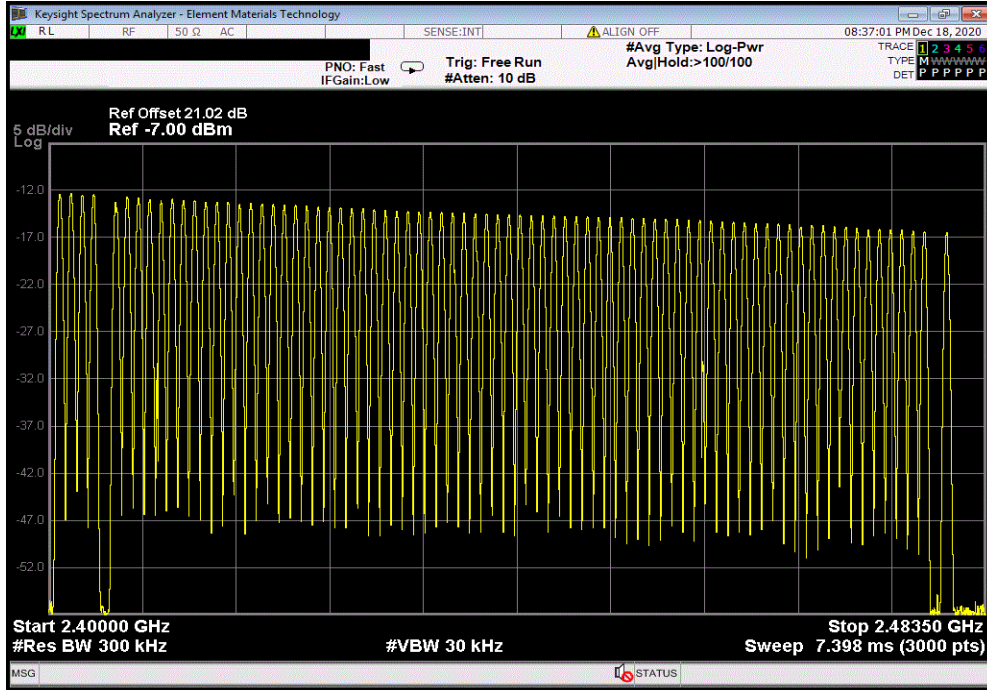 Keysight Spectrum Analyzer - Element Materials Technology
LXI RL RF 50 Ω AC SENSE:INT ALIGN OFF 08:37:01 PM Dec 18, 2020
#Avg Type: Log-Pwr TRACE 1 2 3 4 5 6
PNO: Fast Trig: Free Run Avg|Hold:>100/100 TYPE M WWWWW
IFGain:Low #Atten: 10 dB DET P P P P P P
Ref Offset 21.02 dB
5 dB/div Ref -7.00 dBm
Log
-12.0
-17.0
-22.0
-27.0
-32.0
-37.0
-42.0
-47.0
-52.0
Start 2.40000 GHz Stop 2.48350 GHz
#Res BW 300 kHz #VBW 30 kHz Sweep 7.398 ms (3000 pts)
MSG STATUS